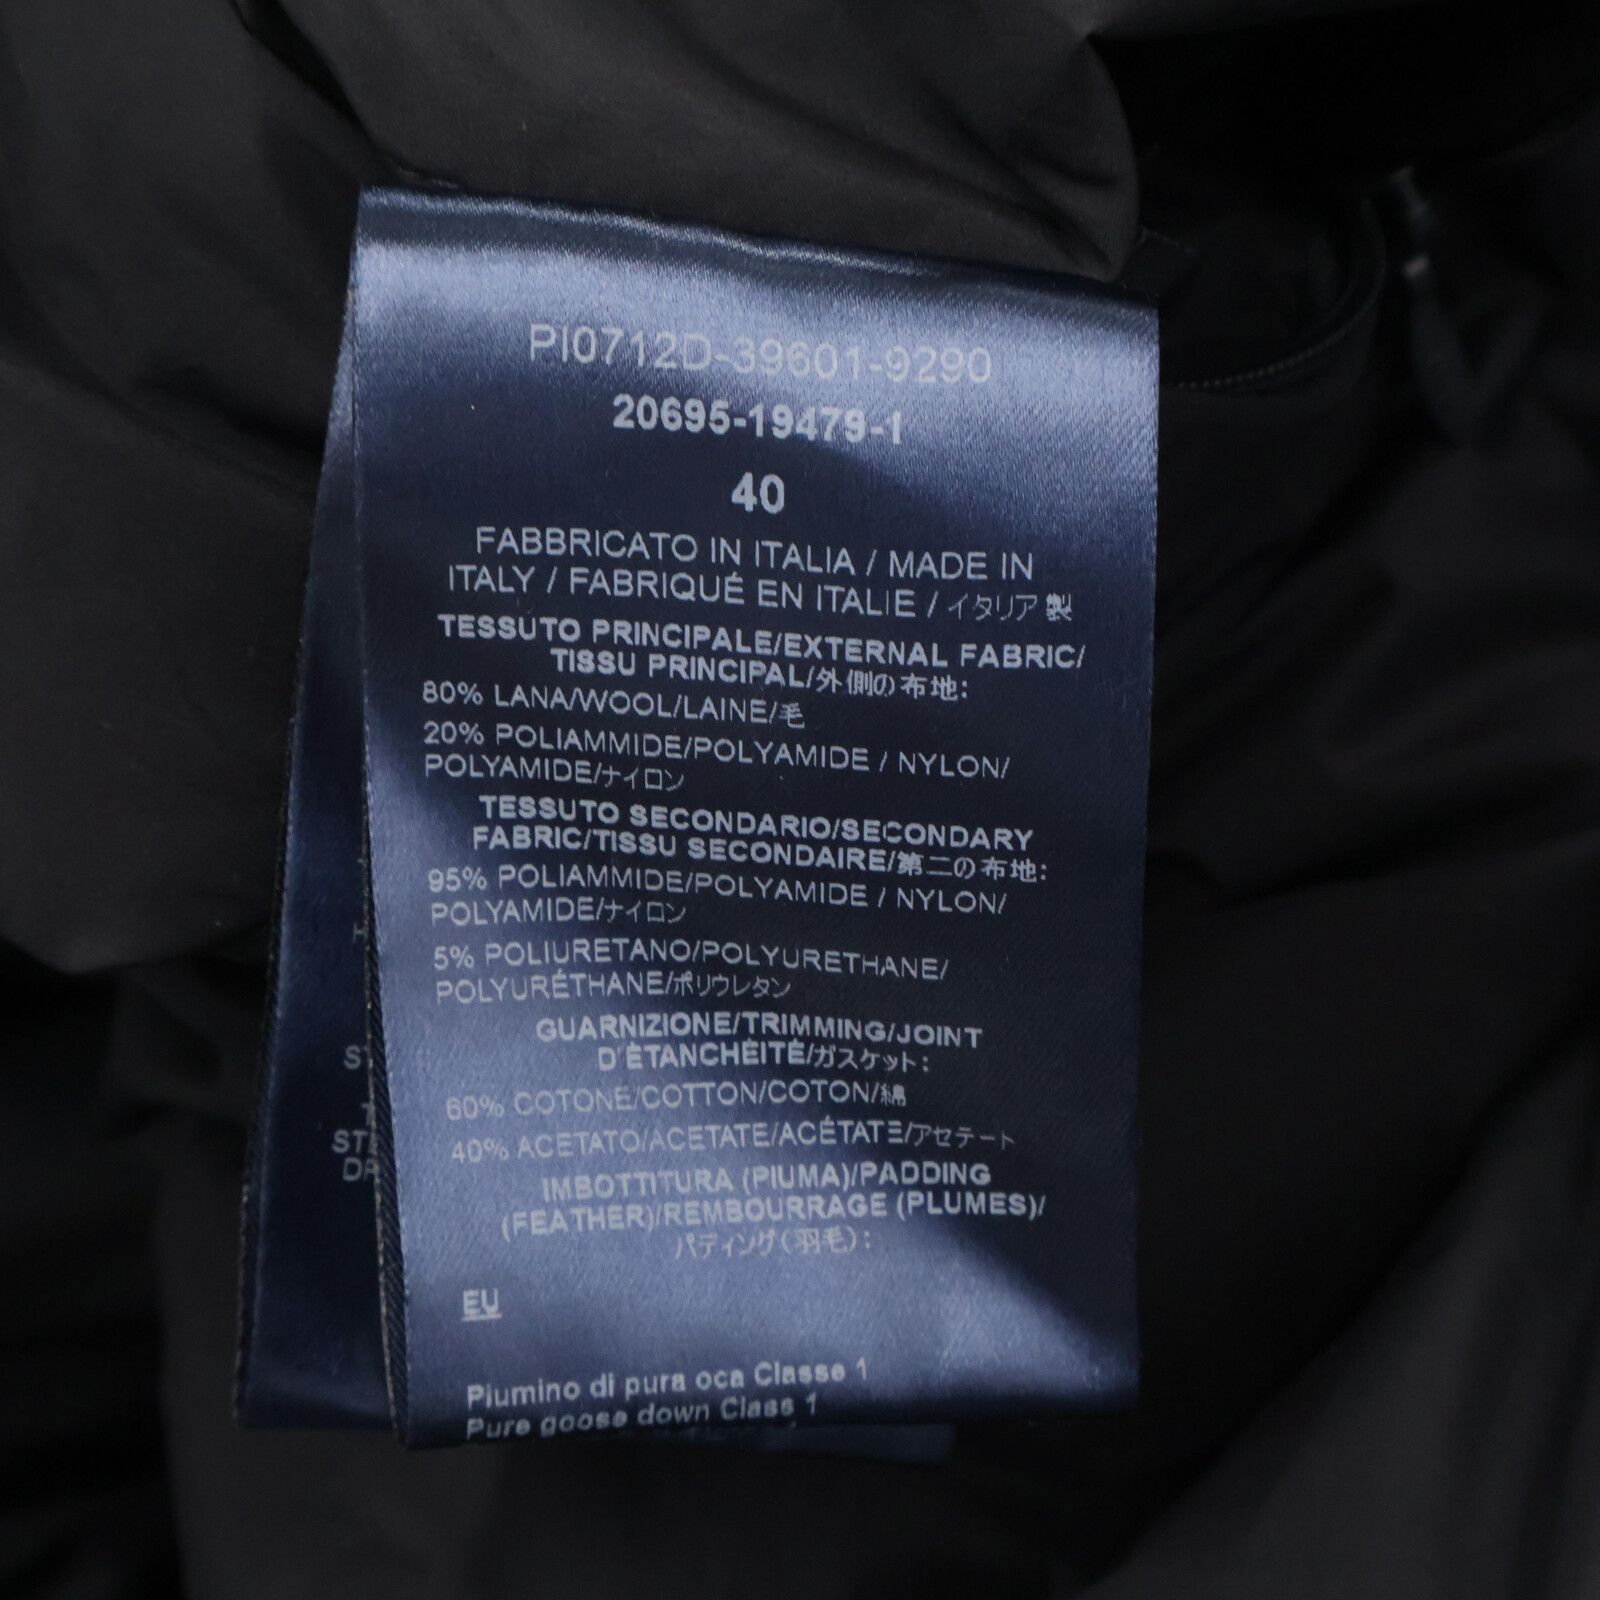 PI0712D-39601-9290
20695-19479-1
40
FABBRICATO IN ITALIA / MADE IN
ITALY / FABRIQUÉ EN ITALIE / イタリア製
TESSUTO PRINCIPALE/EXTERNAL FABRIC/
TISSU PRINCIPAL/外側の布地:
80% LANA/WOOL/LAINE/毛
20% POLIAMMIDE/POLYAMIDE / NYLON/
POLYAMIDE/ナイロン
TESSUTO SECONDARIO/SECONDARY
FABRIC/TISSU SECONDAIRE/第二の布地:
95% POLIAMMIDE/POLYAMIDE / NYLON/
POLYAMIDE/ナイロン
5% POLIURETANO/POLYURETHANE/
POLYURÉTHANE/ポリウレタン
GUARNIZIONE/TRIMMING/JOINT
D'ÉTANCHÉITÉ/ガスケット:
60% COTONE/COTTON/COTON/綿
40% ACETATO/ACETATE/ACÉTATE/アセテート
IMBOTTITURA (PIUMA)/PADDING
(FEATHER)/REMBOURRAGE (PLUMES)/
パディング(羽毛):
EU
Piumino di pura oca Classe 1
Pure goose down Class 1